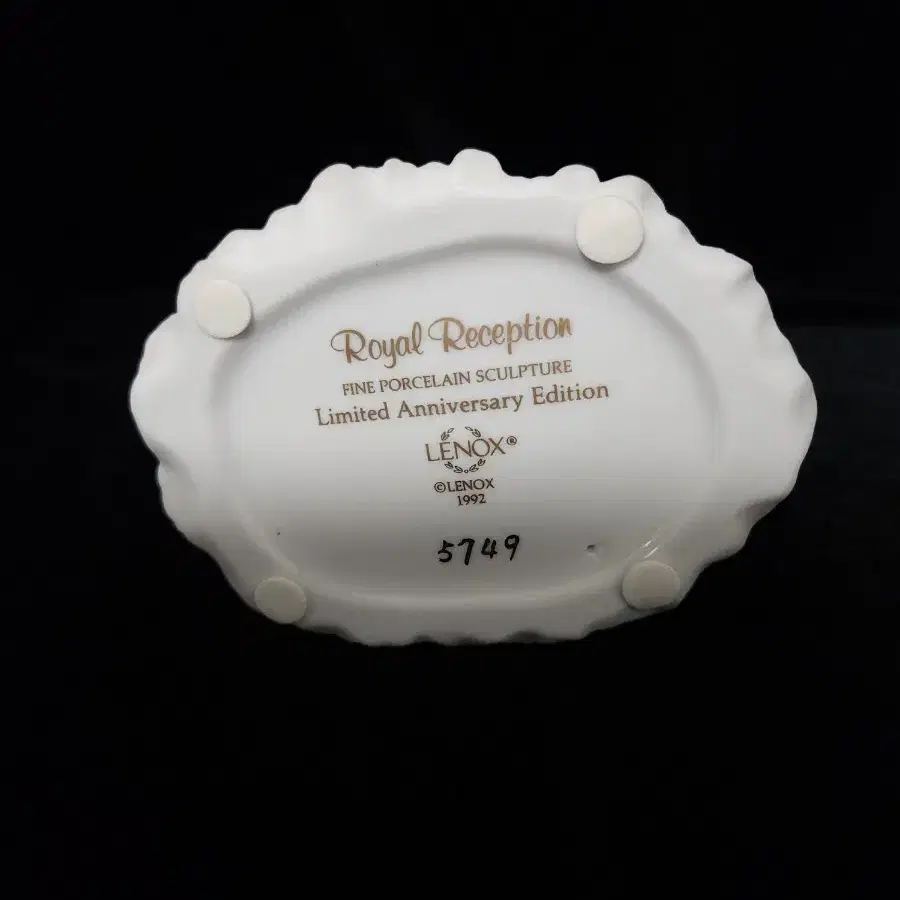 Royal Reception
FINE PORCELAIN SCULPTURE
Limited Anniversary Edition
LENOX®
©LENOX
1992
5749